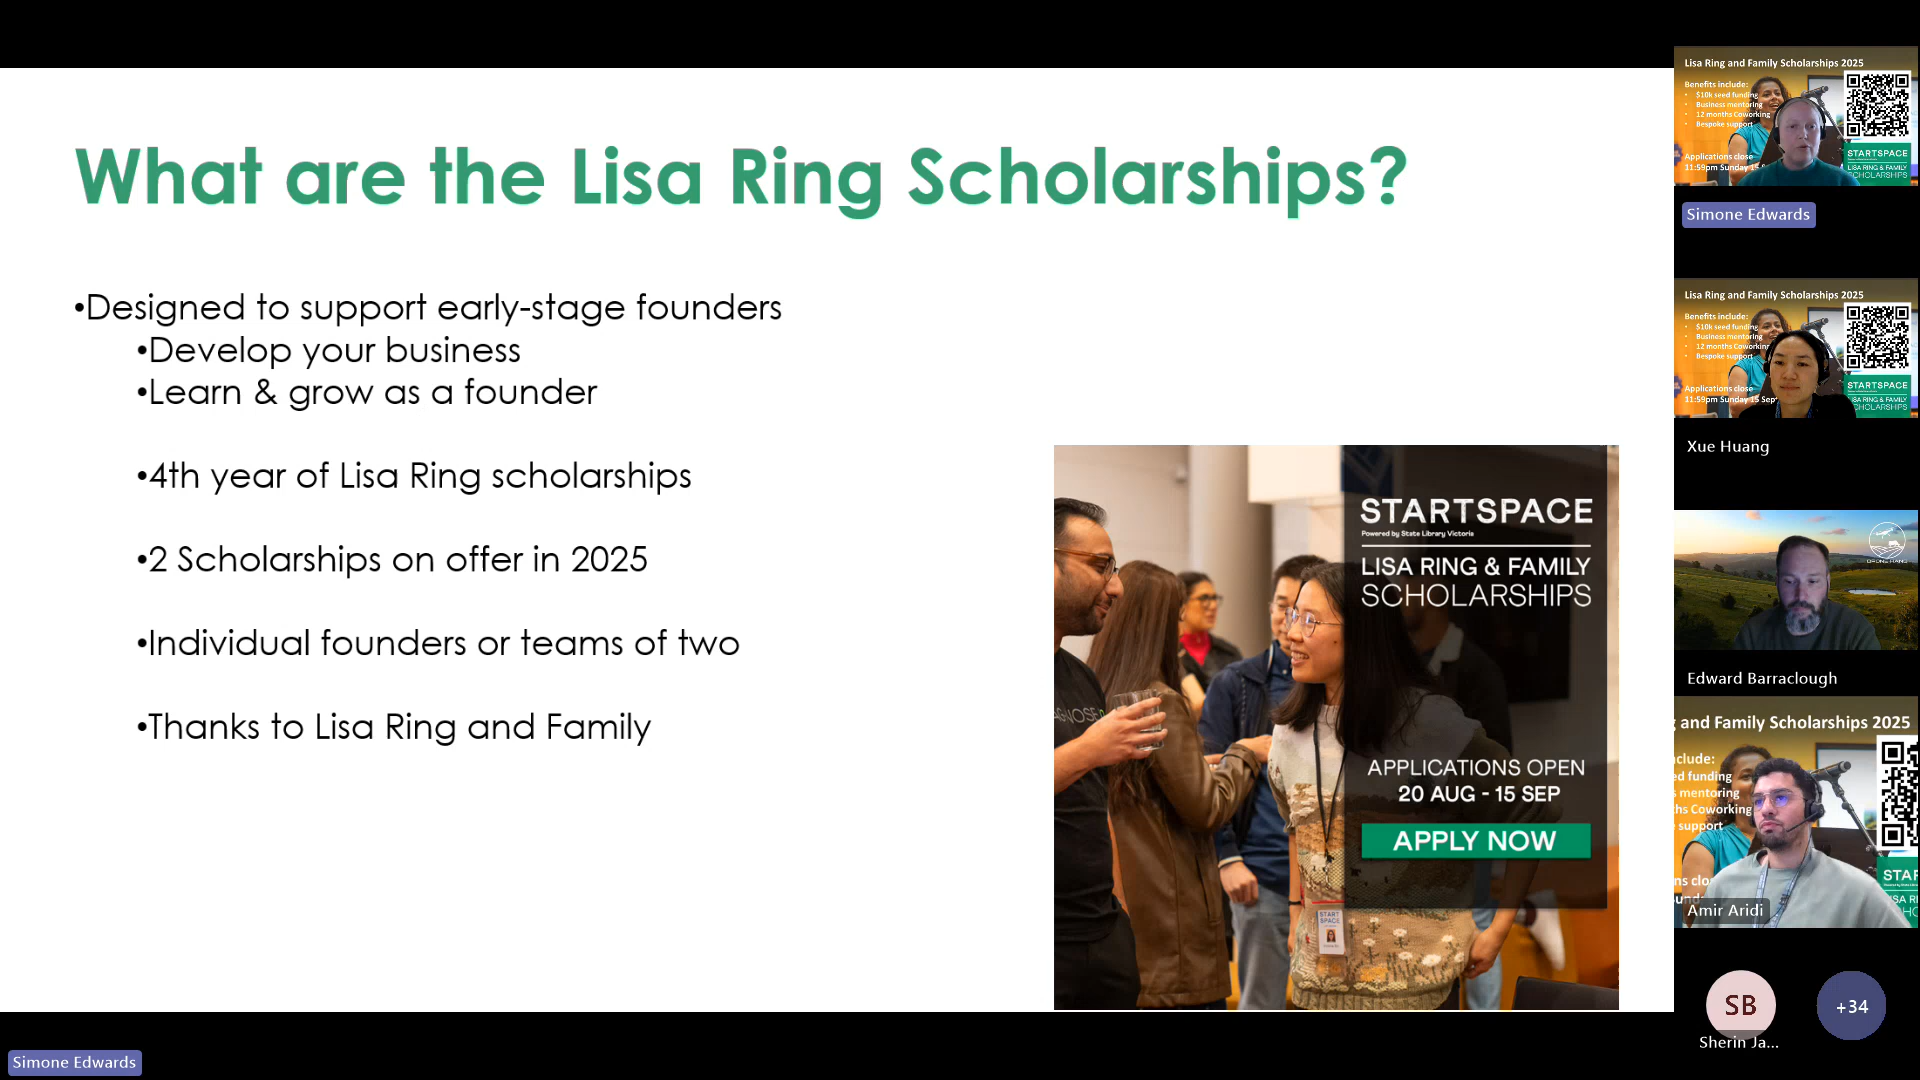 What are the Lisa Ring Scholarships?
•Designed to support early-stage founders
•Develop your business
•Learn & grow as a founder
•4th year of Lisa Ring scholarships
•2 Scholarships on offer in 2025
•Individual founders or teams of two
•Thanks to Lisa Ring and Family
STARTSPACE
Powered by State Library Victoria
LISA RING & FAMILY
SCHOLARSHIPS
APPLICATIONS OPEN
20 AUG - 15 SEP
APPLY NOW
START
SPACE
Lisa Ring and Family Scholarships 2025
Benefits include:
• $10k seed funding
• Business mentoring
• 12 months Coworking
• Bespoke support
Applications close
11:59pm Sunday
STARTSPACE
LISA RING & FAMILY
SCHOLARSHIPS
Simone Edwards
Lisa Ring and Family Scholarships 2025
Benefits include:
• $10k seed funding
• Business mentoring
• 12 months Coworking
• Bespoke support
Applications close
11:59pm Sunday 15 Sep
STARTSPACE
LISA RING & FAMILY
SCHOLARSHIPS
Xue Huang
Edward Barraclough
and Family Scholarships 2025
clude:
ed funding
mentoring
ths Coworking
support
STAR
Amir Aridi
SB
+34
Sherin Ja...
Simone Edwards